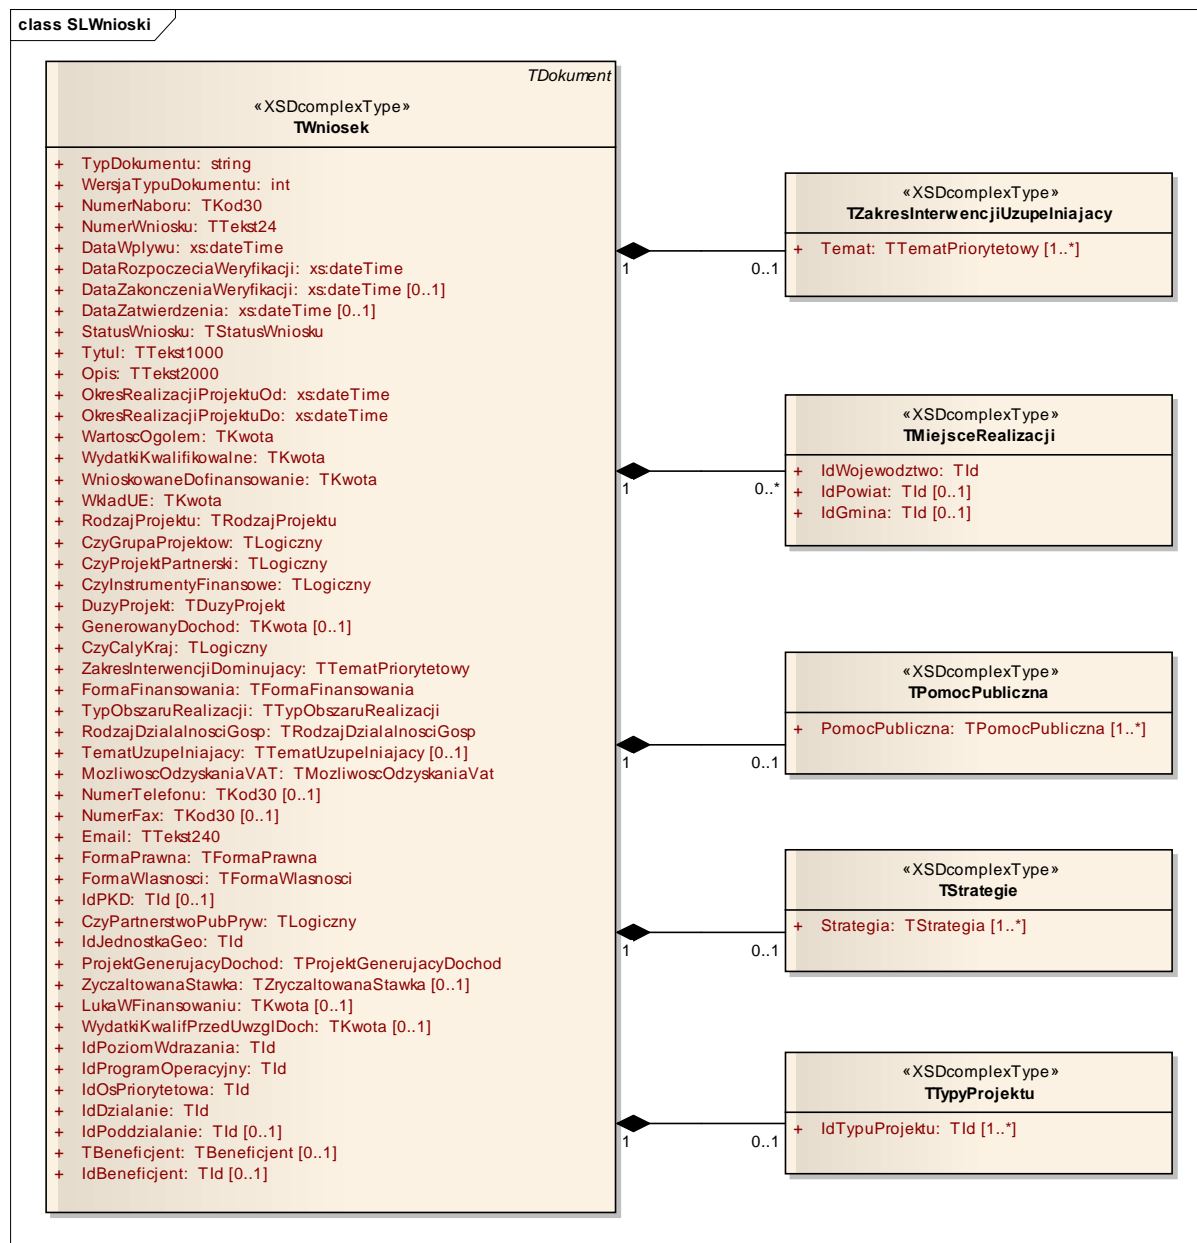 class SLWnioski
TDokument
«XSDcomplexType»
TWniosek
+ TypDokumentu: string
+ WersjaTypuDokumentu: int
+ NumerNaboru: TKod30
+ NumerWniosku: TTekst24
+ DataWplywu: xs:dateTime
+ DataRozpoczeciaWeryfikacji: xs:dateTime
+ DataZakonczeniaWeryfikacji: xs:dateTime [0..1]
+ DataZatwierdzenia: xs:dateTime [0..1]
+ StatusWniosku: TStatusWniosku
+ Tytul: TTekst1000
+ Opis: TTekst2000
+ OkresRealizacjiProjektuOd: xs:dateTime
+ OkresRealizacjiProjektuDo: xs:dateTime
+ WartoscOgolem: TKwota
+ WydatkiKwalifikowalne: TKwota
+ WnioskowaneDofinansowanie: TKwota
+ WkladUE: TKwota
+ RodzajProjektu: TRodzajProjektu
+ CzyGrupaProjektow: TLogiczny
+ CzyProjektPartnerski: TLogiczny
+ CzyInstrumentyFinansowe: TLogiczny
+ DuzyProjekt: TDuzyProjekt
+ GenerowanyDochod: TKwota [0..1]
+ CzyCalyKraj: TLogiczny
+ ZakresInterwencjiDominujacy: TTematPriorytetowy
+ FormaFinansowania: TFormaFinansowania
+ TypObszaruRealizacji: TTypObszaruRealizacji
+ RodzajDzialalnosciGosp: TRodzajDzialalnosciGosp
+ TematUzupelniajacy: TTematUzupelniajacy [0..1]
+ MozliwoscOdzyskaniaVAT: TMozliwoscOdzyskaniaVat
+ NumerTelefonu: TKod30 [0..1]
+ NumerFax: TKod30 [0..1]
+ Email: TTekst240
+ FormaPrawna: TFormaPrawna
+ FormaWlasnosci: TFormaWlasnosci
+ IdPKD: TId [0..1]
+ CzyPartnerstwoPubPryw: TLogiczny
+ IdJednostkaGeo: TId
+ ProjektGenerujacyDochod: TProjektGenerujacyDochod
+ ZyczaltowanaStawka: TZryczaltowanaStawka [0..1]
+ LukaWFinansowaniu: TKwota [0..1]
+ WydatkiKwalifPrzedUwzglDoch: TKwota [0..1]
+ IdPoziomWdrazania: TId
+ IdProgramOperacyjny: TId
+ IdOsPriorytetowa: TId
+ IdDzialanie: TId
+ IdPoddzialanie: TId [0..1]
+ TBeneficjent: TBeneficjent [0..1]
+ IdBeneficjent: TId [0..1]
1 0..1
«XSDcomplexType»
TZakresInterwencjiUzupelniajacy
+ Temat: TTematPriorytetowy [1..*]
1 0..*
«XSDcomplexType»
TMiejsceRealizacji
+ IdWojewodztwo: TId
+ IdPowiat: TId [0..1]
+ IdGmina: TId [0..1]
1 0..1
«XSDcomplexType»
TPomocPubliczna
+ PomocPubliczna: TPomocPubliczna [1..*]
1 0..1
«XSDcomplexType»
TStrategie
+ Strategia: TStrategia [1..*]
1 0..1
«XSDcomplexType»
TTypyProjektu
+ IdTypuProjektu: TId [1..*]